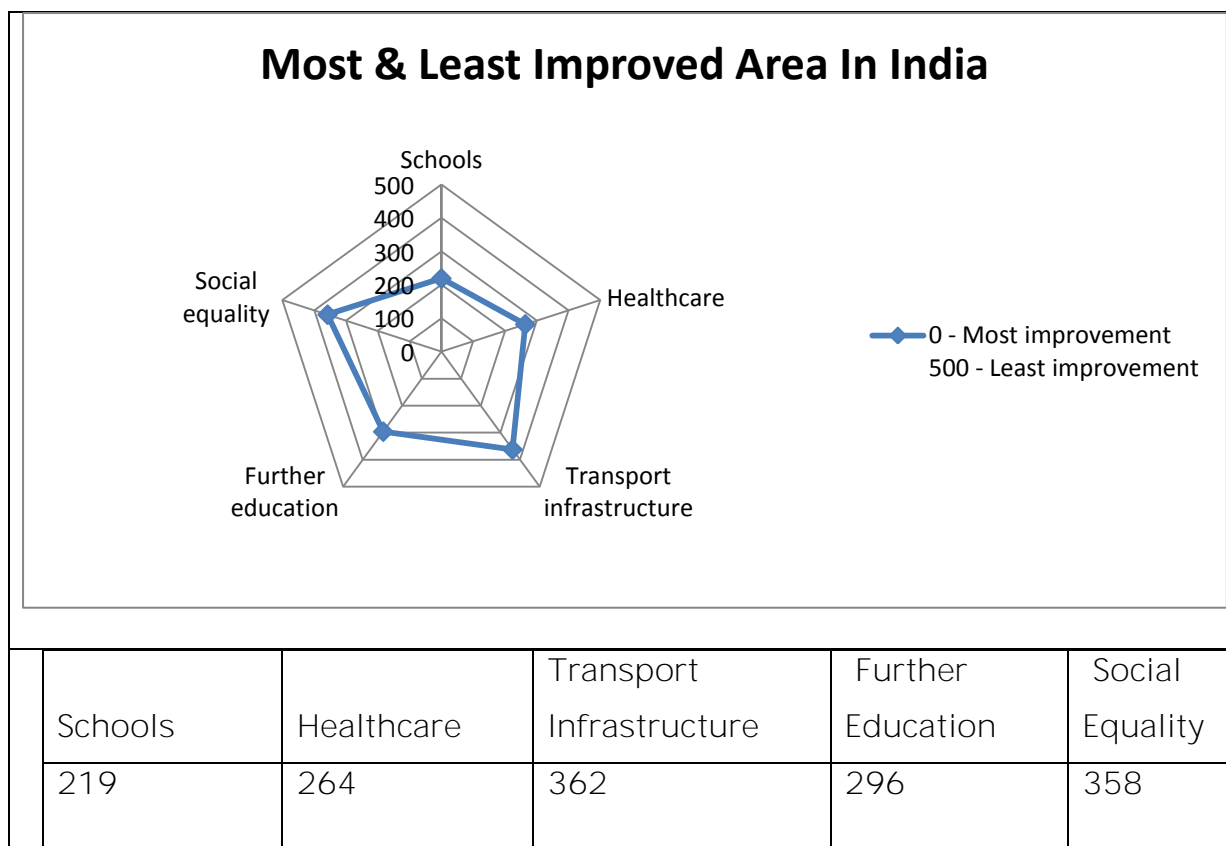 Most & Least Improved Area In India
Schools
500
400
300
200
100
0
Healthcare
Transport
infrastructure
Further
education
Social
equality
0 - Most improvement
500 - Least improvement
Schools
Healthcare
Transport
Infrastructure
Further
Education
Social
Equality
219
264
362
296
358